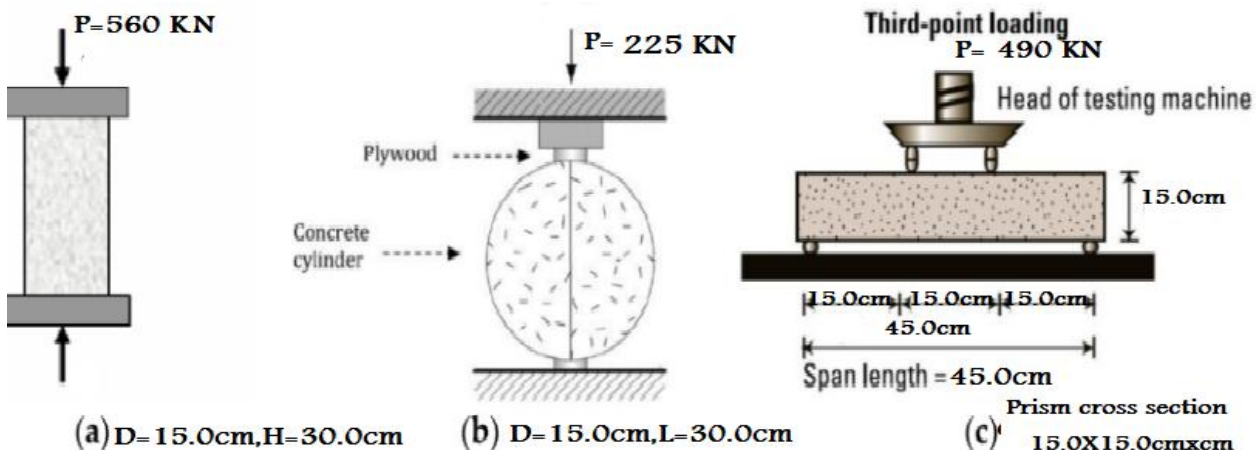 P=560 KN
(a) D=15.0cm,H=30.0cm
P= 225 KN
Plywood
Concrete
cylinder
(b) D=15.0cm,L=30.0cm
Third-point loading
P= 490 KN
Head of testing machine
15.0cm
15.0cm 15.0cm 15.0cm
45.0cm
Span length = 45.0cm
(c) Prism cross section
15.0X15.0cmxcm